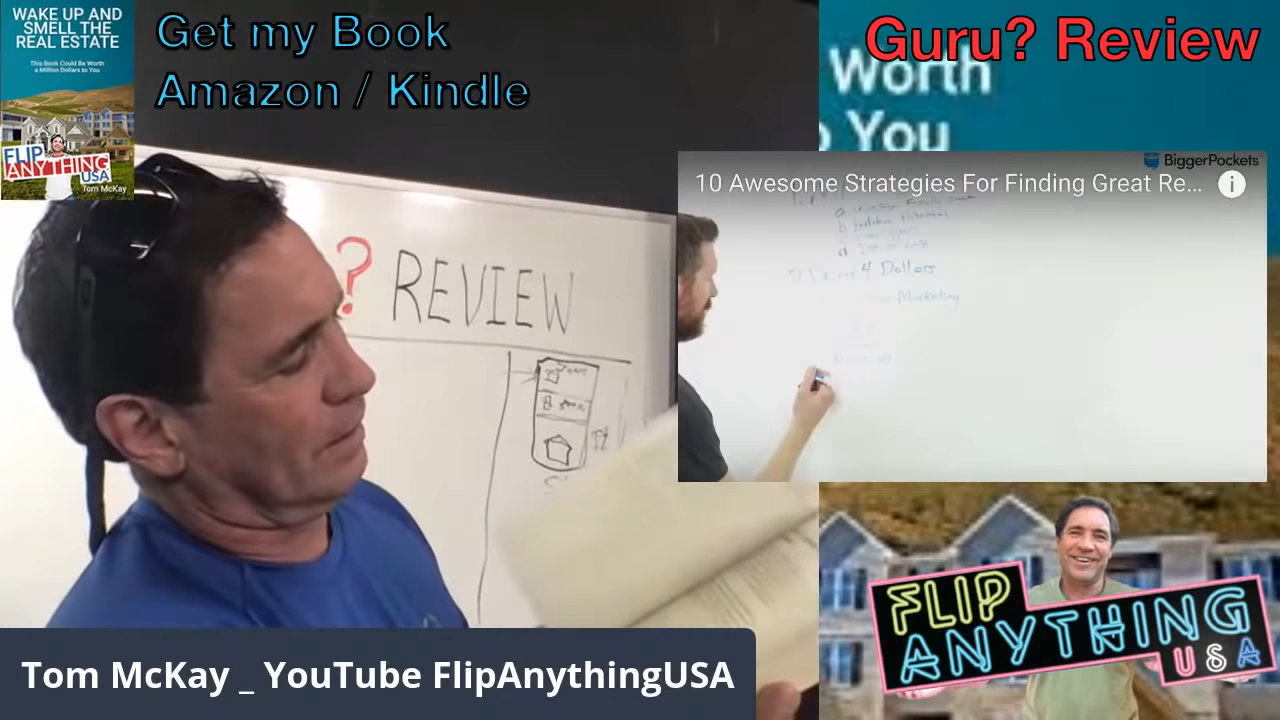 WAKE UP AND
SMELL THE
REAL ESTATE
This Book Could Be Worth
a Million Dollars to You
FLIP
ANYTHING
USA
Tom McKay
Get my Book
Amazon / Kindle
Guru? Review
Worth
You
BiggerPockets
10 Awesome Strategies For Finding Great Re...
4 Dollars
Marketing
? REVIEW
FLIP
ANYTHING
USA
Tom McKay _ YouTube FlipAnythingUSA